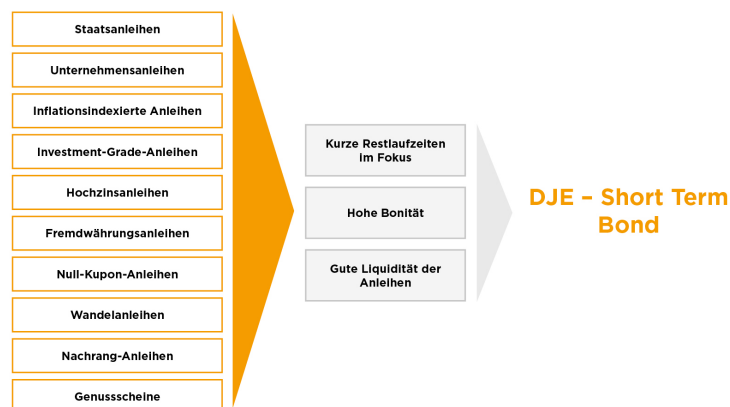 Staatsanleihen
Unternehmensanleihen
Inflationsindexierte Anleihen
Investment-Grade-Anleihen
Hochzinsanleihen
Fremdwährungsanleihen
Null-Kupon-Anleihen
Wandelanleihen
Nachrang-Anleihen
Genussscheine
Kurze Restlaufzeiten
im Fokus
Hohe Bonität
Gute Liquidität der
Anleihen
DJE – Short Term
Bond